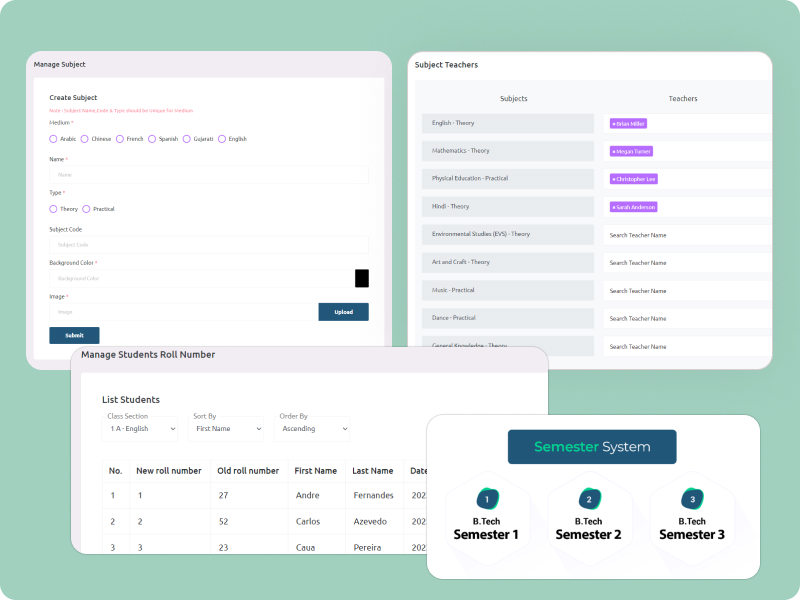 Manage Subject
Create Subject
Note : Subject Name,Code & Type should be Unique for Medium
Medium *
Arabic Chinese French Spanish Gujarati English
Name *
Name
Type *
Theory Practical
Subject Code
Subject Code
Background Color *
Background Color
Image *
Image Upload
Submit
Subject Teachers
Subjects Teachers
English - Theory × Brian Miller
Mathematics - Theory × Megan Turner
Physical Education - Practical × Christopher Lee
Hindi - Theory × Sarah Anderson
Environmental Studies (EVS) - Theory Search Teacher Name
Art and Craft - Theory Search Teacher Name
Music - Practical Search Teacher Name
Dance - Practical Search Teacher Name
General Knowledge - Theory Search Teacher Name
Manage Students Roll Number
List Students
Class Section Sort By Order By
1 A - English First Name Ascending
No. New roll number Old roll number First Name Last Name Date
1 1 27 Andre Fernandes 202
2 2 52 Carlos Azevedo 202
3 3 23 Caua Pereira 202
Semester System
1 2 3
B.Tech B.Tech B.Tech
Semester 1 Semester 2 Semester 3